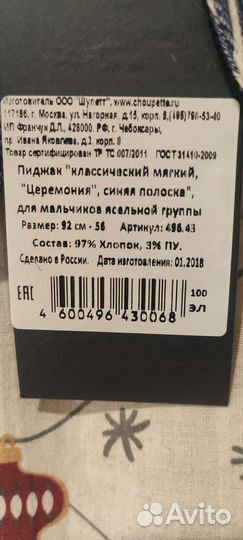 Изготовитель ООО "Шупетт", www.choupette.ru
117186, г. Москва, ул. Нагорная, д.15, корп. 8,(495)
ИП Франчук Д.Л., 428000, РФ, г. Чебоксары,
пр. Ивана Яковлева, д.3, корп. 8
Товар сертифицирован ТР ТС 007/2011 ГОСТ 31410-2009
Пиджак "классический мягкий,
"Церемония", синяя полоска",
для мальчиков ясельной группы
Размер: 92 см - 56 Артикул: 496.43
Состав: 97% Хлопок, 3% ПУ.
Сделано в России. Дата изготовления: 01.2018
EAC
100
ЭЛ
4 600496 430068
Avito